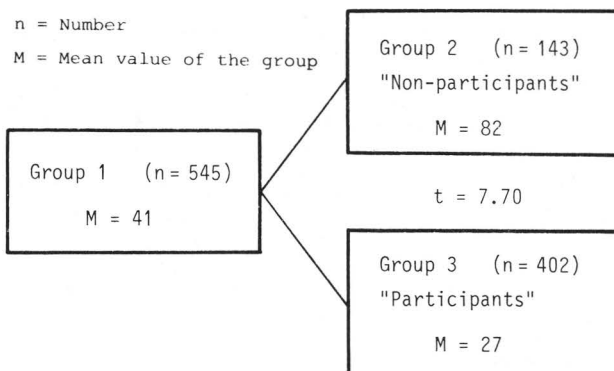 n = Number
M = Mean value of the group
Group 1 (n = 545)
M = 41
Group 2 (n = 143)
"Non-participants"
M = 82
t = 7.70
Group 3 (n = 402)
"Participants"
M = 27